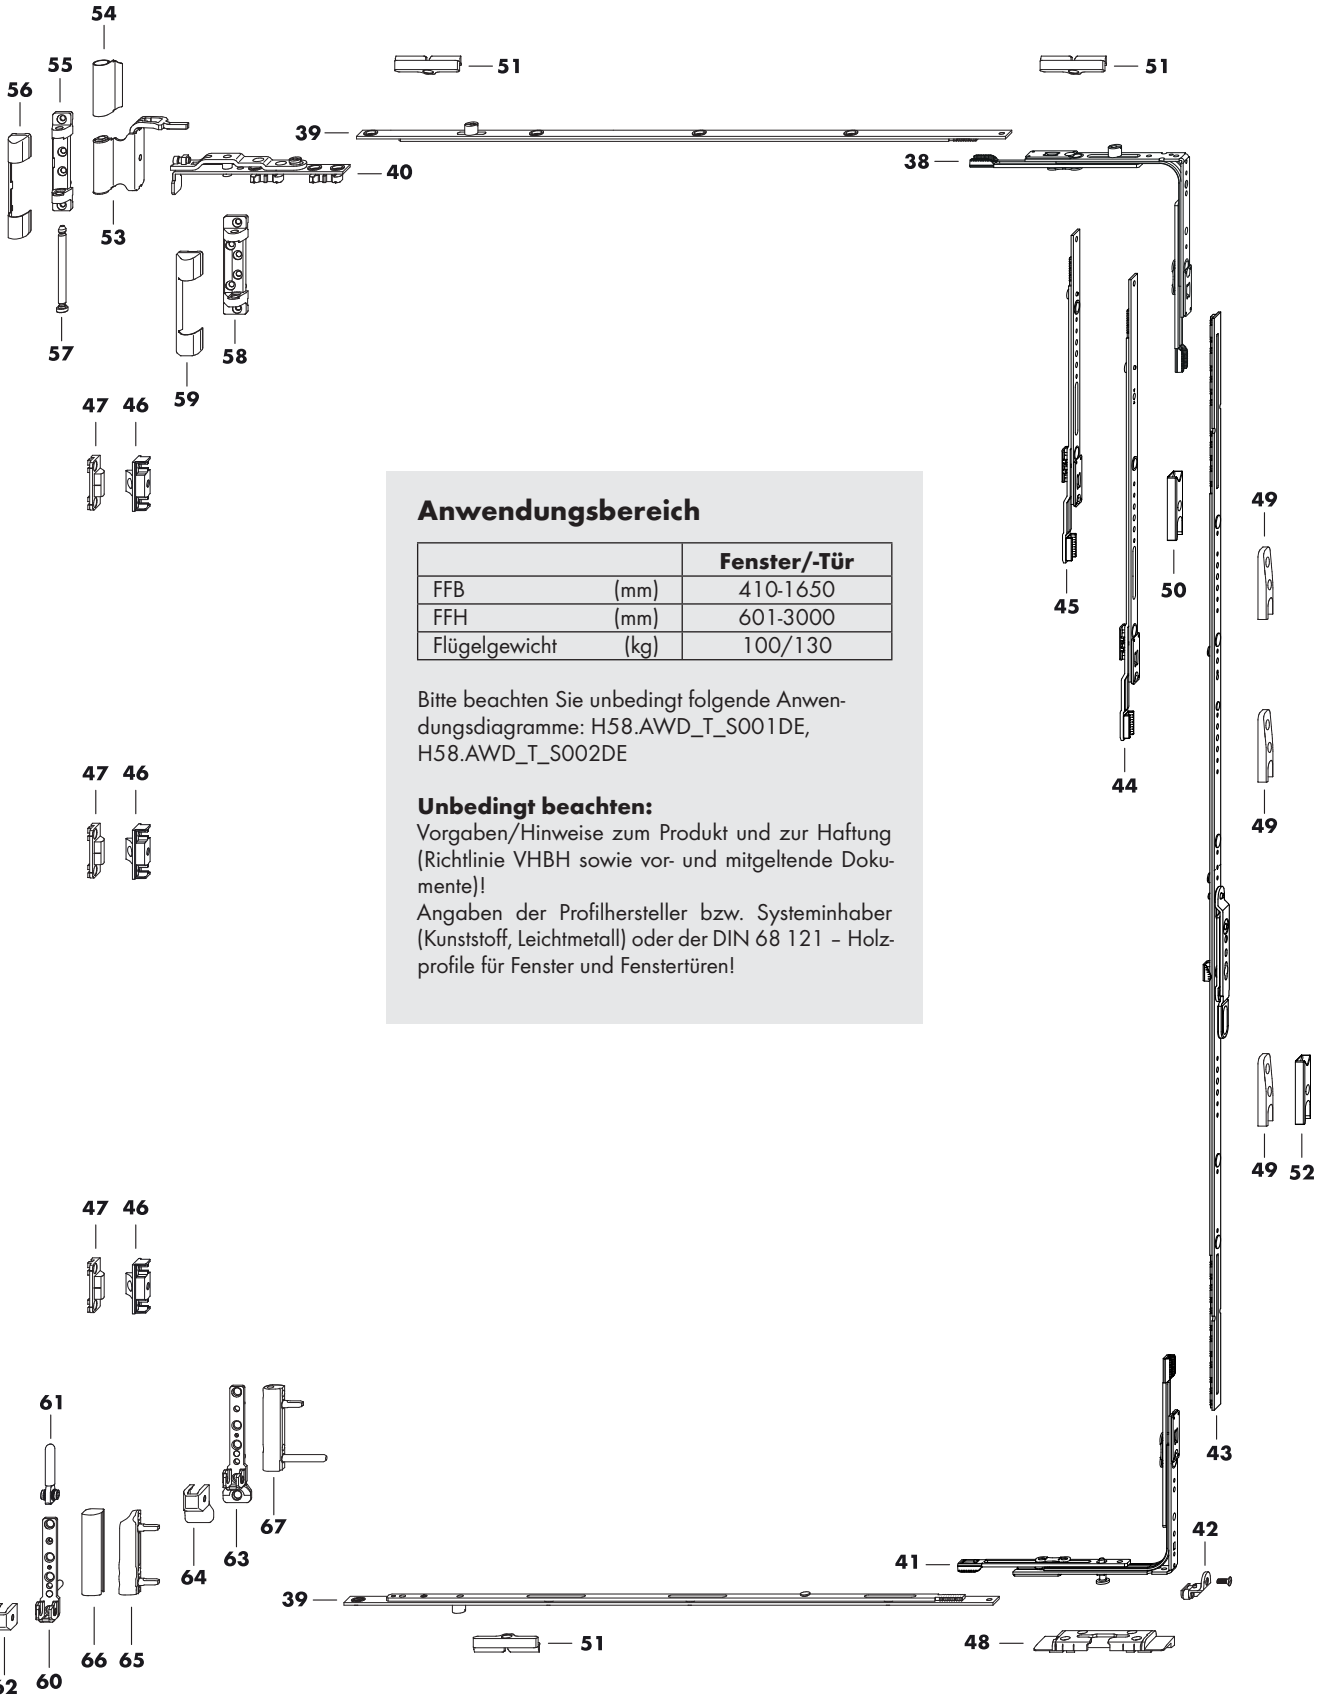 54
55
51
51
56
39
38
40
53
57
58
59
47 46
49
50
45
47 46
44
49
49 52
47 46
61
43
67
42
63
64
41
39
66 65
51
48
60
Anwendungsbereich
Fenster/-Tür
FFB (mm) 410-1650
FFH (mm) 601-3000
Flügelgewicht (kg) 100/130
Bitte beachten Sie unbedingt folgende Anwen-
dungsdiagramme: H58.AWD_T_S001DE,
H58.AWD_T_S002DE
Unbedingt beachten:
Vorgaben/Hinweise zum Produkt und zur Haftung
(Richtlinie VHBH sowie vor- und mitgeltende Doku-
mente)!
Angaben der Profilhersteller bzw. Systeminhaber
(Kunststoff, Leichtmetall) oder der DIN 68 121 – Holz-
profile für Fenster und Fenstertüren!